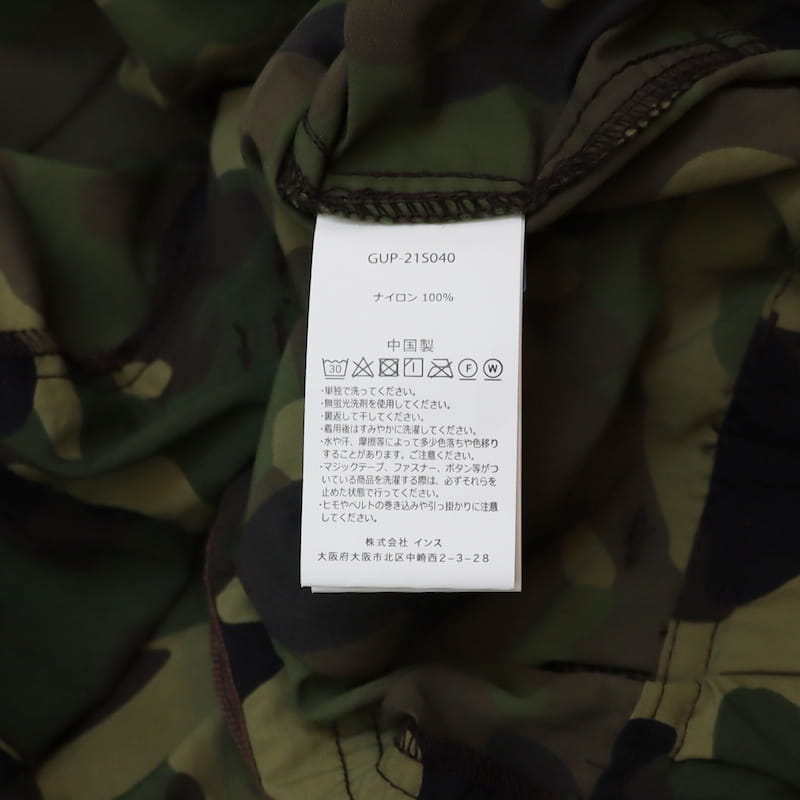 GUP-21S040
ナイロン 100%
中国製
30 F W
・単独で洗ってください。
・無蛍光洗剤を使用してください。
・裏返して干してください。
・着用後はすみやかに洗濯してください。
・水や汗、摩擦等によって多少色落ちや色移り
することがあります。ご注意ください。
・マジックテープ、ファスナー、ボタン等がつ
いている商品を洗濯する際は、必ずそれらを
止めた状態で行ってください。
・ヒモやベルトの巻き込みや引っ掛かりに注意
してください。
株式会社 インス
大阪府大阪市北区中崎西2-3-28